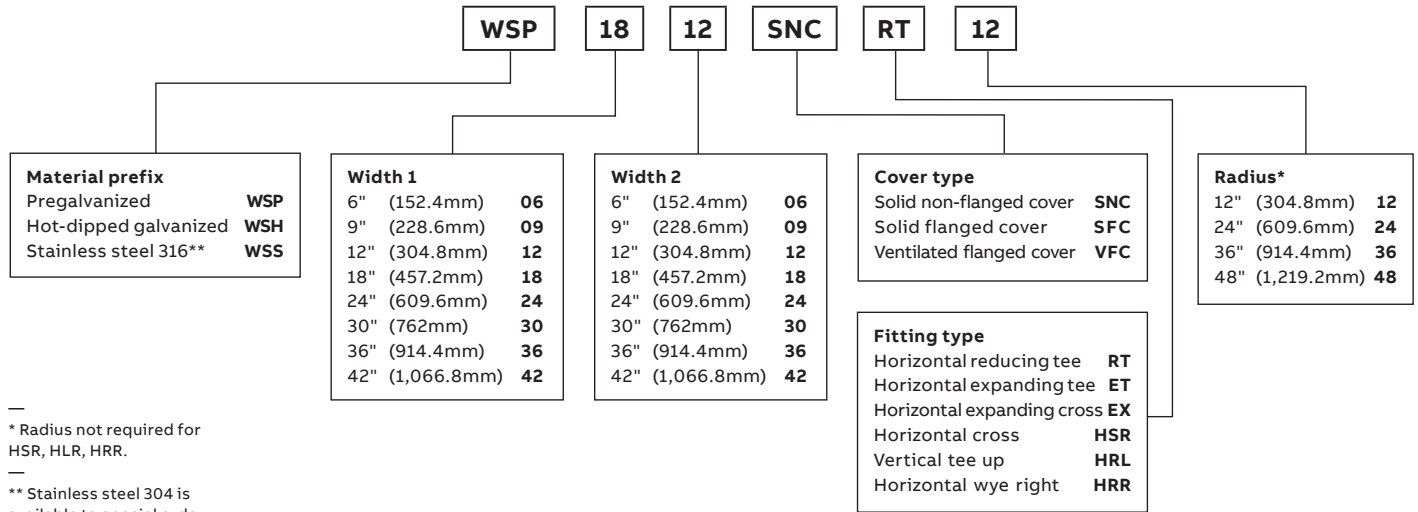 WSP 18 12 SNC RT 12
Material prefix
Pregalvanized WSP
Hot-dipped galvanized WSH
Stainless steel 316** WSS
Width 1
6" (152.4mm) 06
9" (228.6mm) 09
12" (304.8mm) 12
18" (457.2mm) 18
24" (609.6mm) 24
30" (762mm) 30
36" (914.4mm) 36
42" (1,066.8mm) 42
Width 2
6" (152.4mm) 06
9" (228.6mm) 09
12" (304.8mm) 12
18" (457.2mm) 18
24" (609.6mm) 24
30" (762mm) 30
36" (914.4mm) 36
42" (1,066.8mm) 42
Cover type
Solid non-flanged cover SNC
Solid flanged cover SFC
Ventilated flanged cover VFC
Radius*
12" (304.8mm) 12
24" (609.6mm) 24
36" (914.4mm) 36
48" (1,219.2mm) 48
Fitting type
Horizontal reducing tee RT
Horizontal expanding tee ET
Horizontal expanding cross EX
Horizontal cross HSR
Vertical tee up HRL
Horizontal wye right HRR
—
* Radius not required for
HSR, HLR, HRR.
—
** Stainless steel 304 is